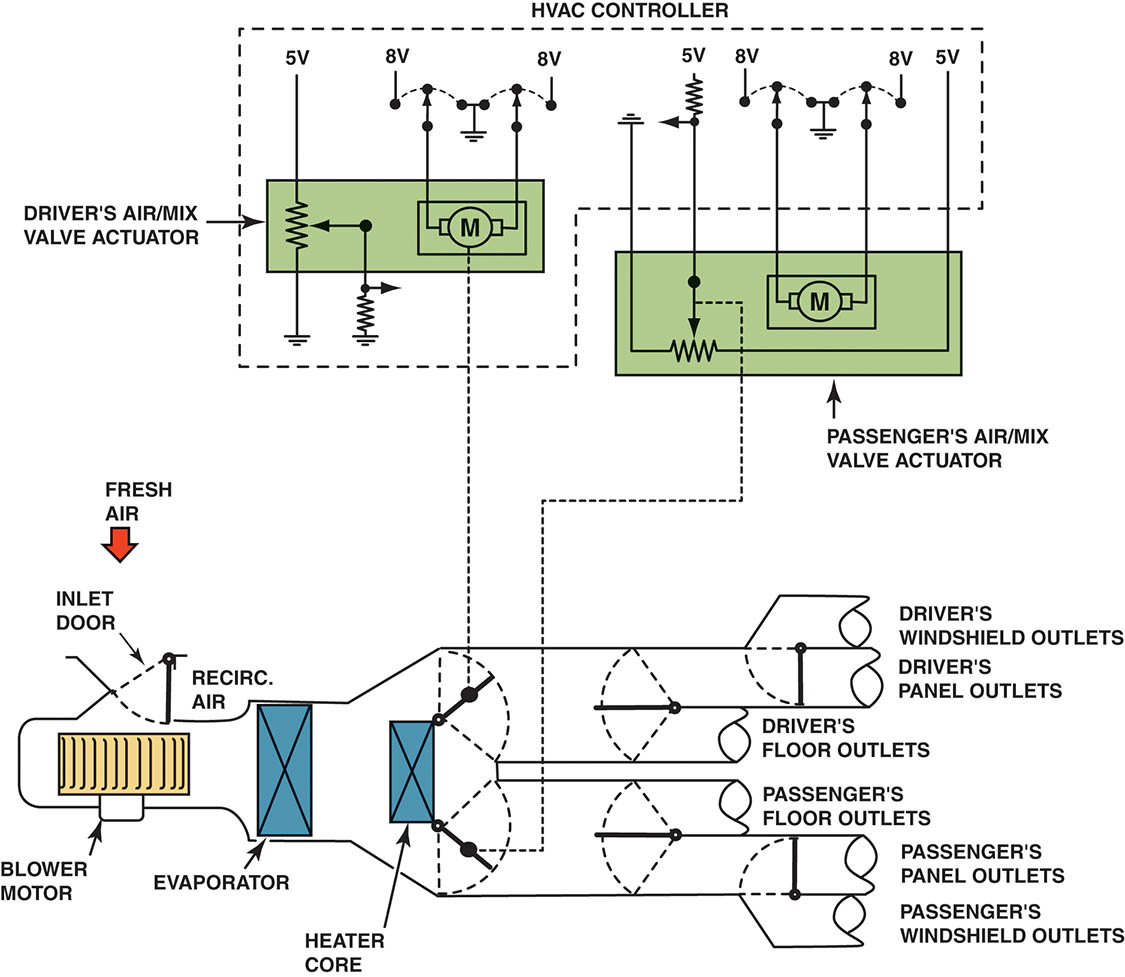 HVAC CONTROLLER
5V
8V
8V
5V
8V
8V
5V
DRIVER'S AIR/MIX
VALVE ACTUATOR
M
M
PASSENGER'S AIR/MIX
VALVE ACTUATOR
FRESH
AIR
INLET
DOOR
RECIRC.
AIR
DRIVER'S
WINDSHIELD OUTLETS
DRIVER'S
PANEL OUTLETS
DRIVER'S
FLOOR OUTLETS
PASSENGER'S
FLOOR OUTLETS
PASSENGER'S
PANEL OUTLETS
PASSENGER'S
WINDSHIELD OUTLETS
BLOWER
MOTOR
EVAPORATOR
HEATER
CORE